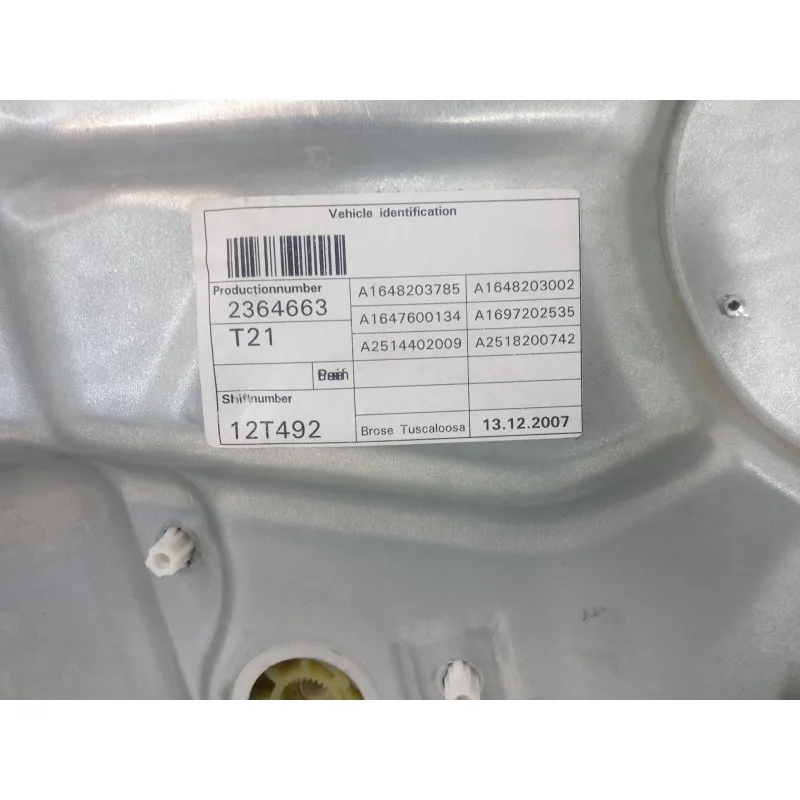 Vehicle identification
Productionnumber
2364663
T21
A1648203785 A1648203002
A1647600134 A1697202535
A2514402009 A2518200742
Shiftnumber
12T492
Brose Tuscaloosa 13.12.2007